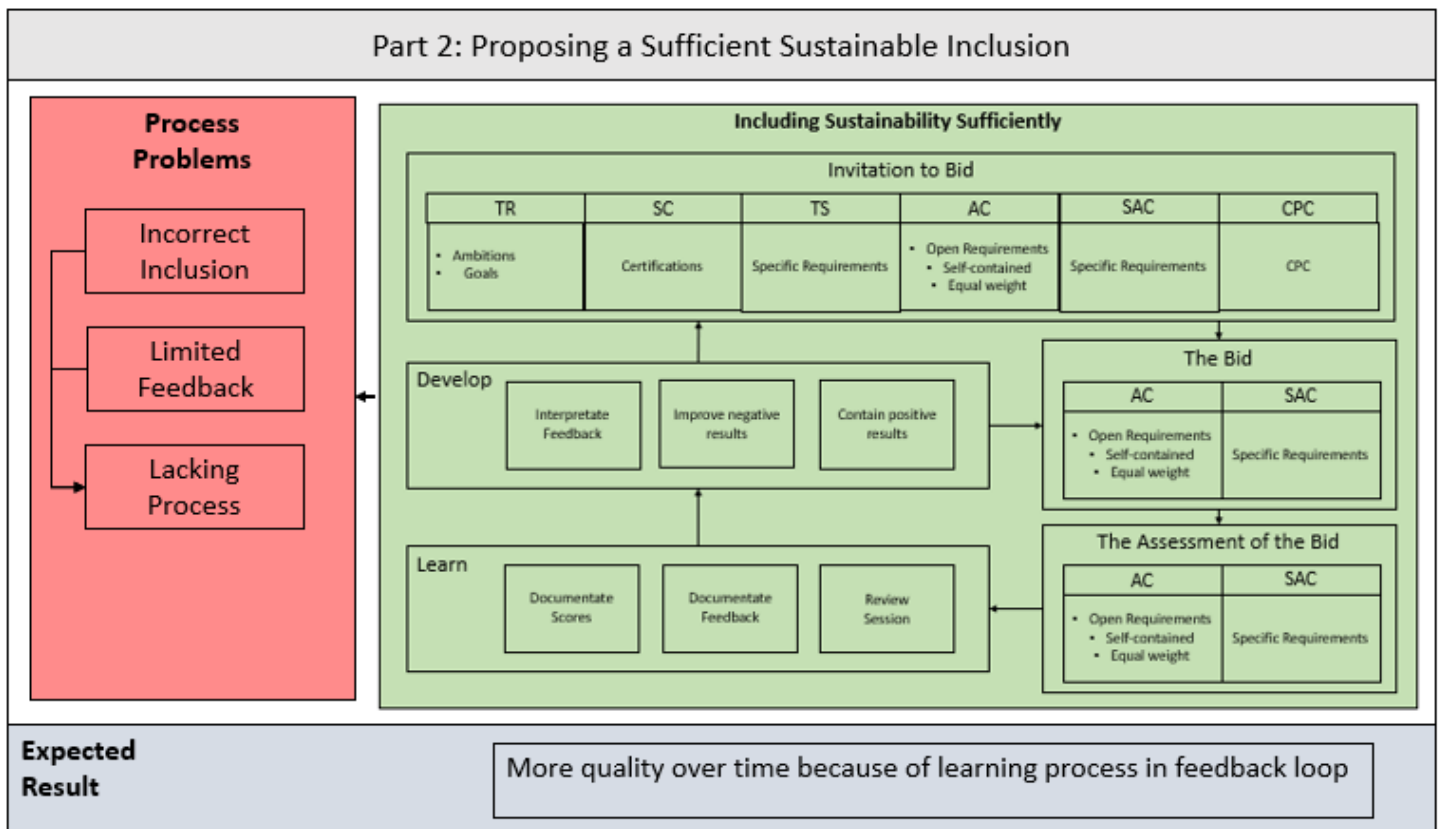 Part 2: Proposing a Sufficient Sustainable Inclusion
Process
Problems
Incorrect
Inclusion
Limited
Feedback
Lacking
Process
Including Sustainability Sufficiently
Invitation to Bid
TR
SC
TS
AC
SAC
CPC
• Ambitions
• Goals
Certifications
Specific Requirements
• Open Requirements
• Self-contained
• Equal weight
Specific Requirements
CPC
Develop
Interpretate
Feedback
Improve negative
results
Contain positive
results
The Bid
AC
SAC
• Open Requirements
• Self-contained
• Equal weight
Specific Requirements
Learn
Documentate
Scores
Documentate
Feedback
Review
Session
The Assessment of the Bid
AC
SAC
• Open Requirements
• Self-contained
• Equal weight
Specific Requirements
Expected
Result
More quality over time because of learning process in feedback loop